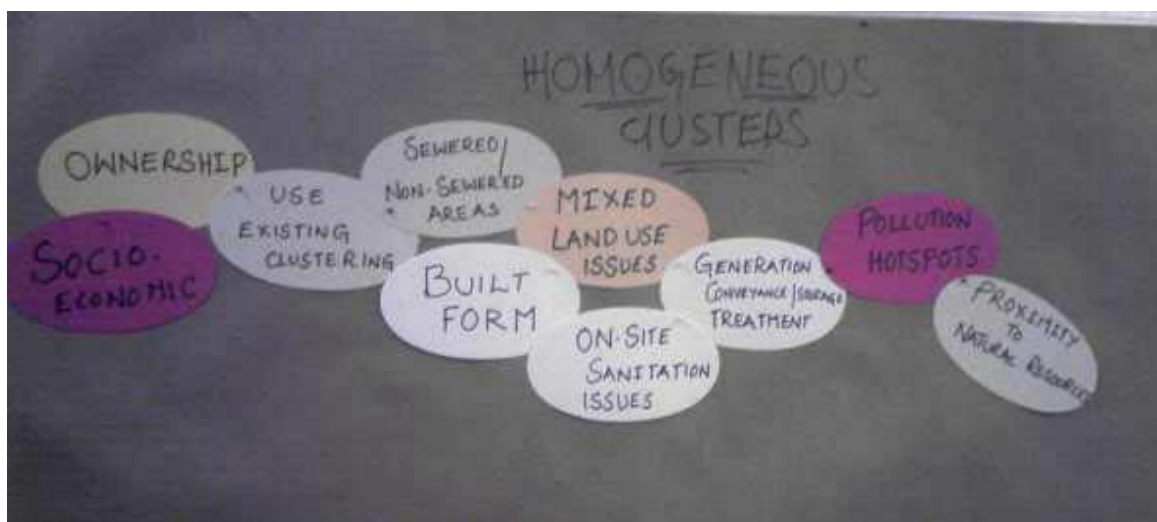 HOMOGENEOUS
CLUSTERS
OWNERSHIP
SOCIO-
ECONOMIC
USE
EXISTING
CLUSTERING
SEWERED/
NON-SEWERED
AREAS
BUILT
FORM
MIXED
LAND USE
ISSUES
ON-SITE
SANITATION
ISSUES
GENERATION
CONVEYANCE/STORAGE
TREATMENT
POLLUTION
HOTSPOTS
PROXIMITY
TO
NATURAL RESOURCES